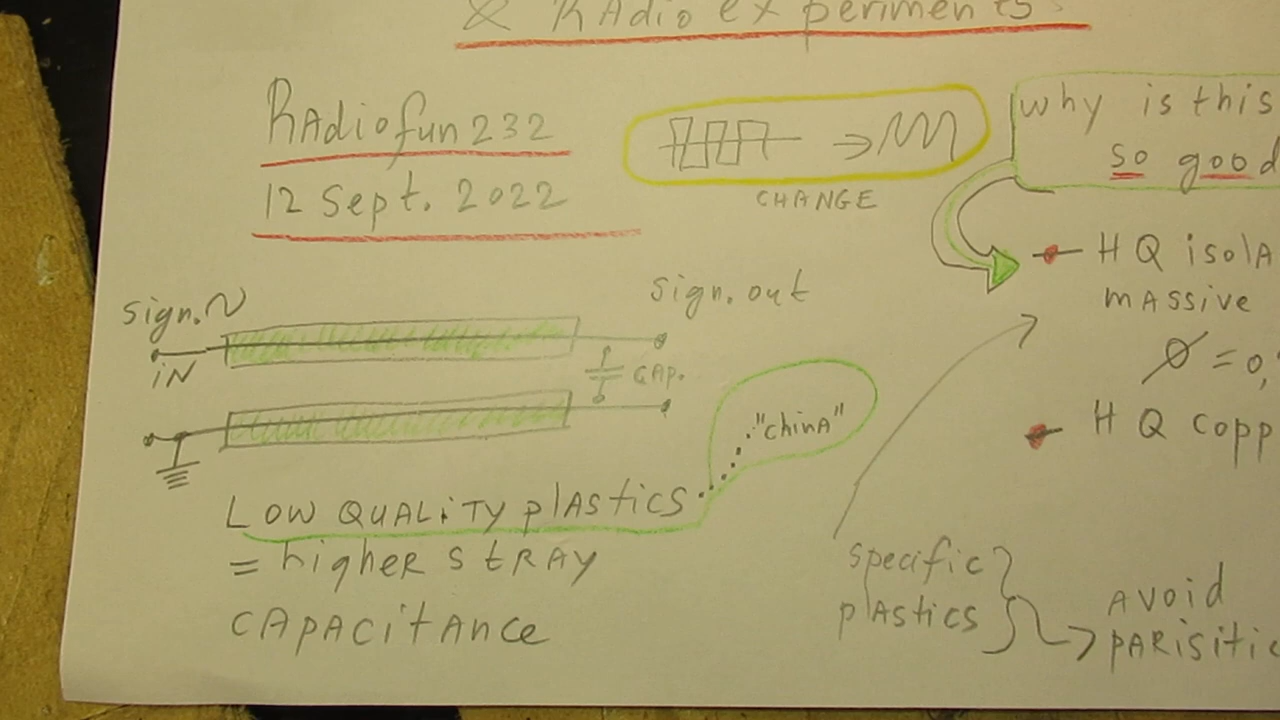 & RAdio experiments
RAdiofun232
12 Sept. 2022
CHANGE
why is this
so good
sign.
IN
sign. out
CAP.
"chinA"
Low QUALiTY plAstics
= higher stRAY
CApACitAnce
HQ isolA
mAssive
Ø = 0,
HQ copp
specific
plAstics
AVoid
pARisitic